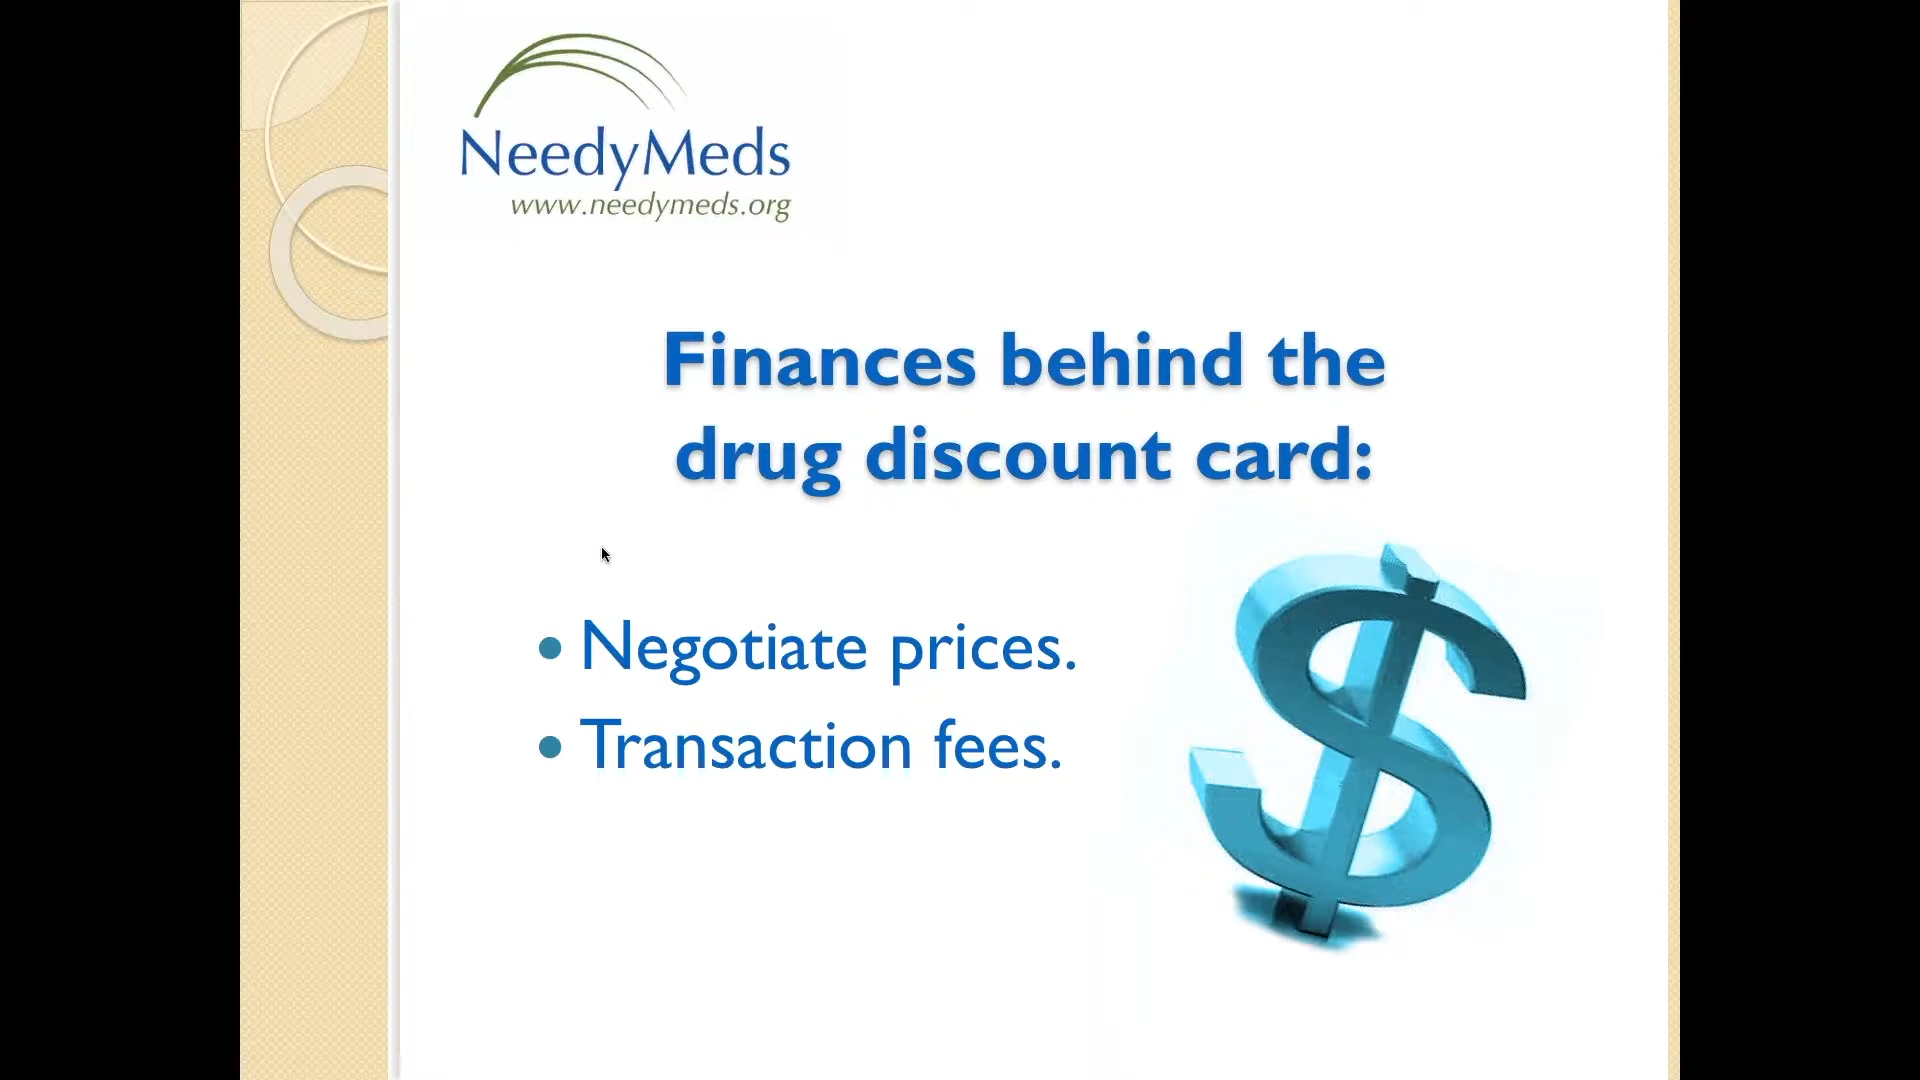 NeedyMeds
www.needymeds.org
Finances behind the
drug discount card:
• Negotiate prices.
• Transaction fees.